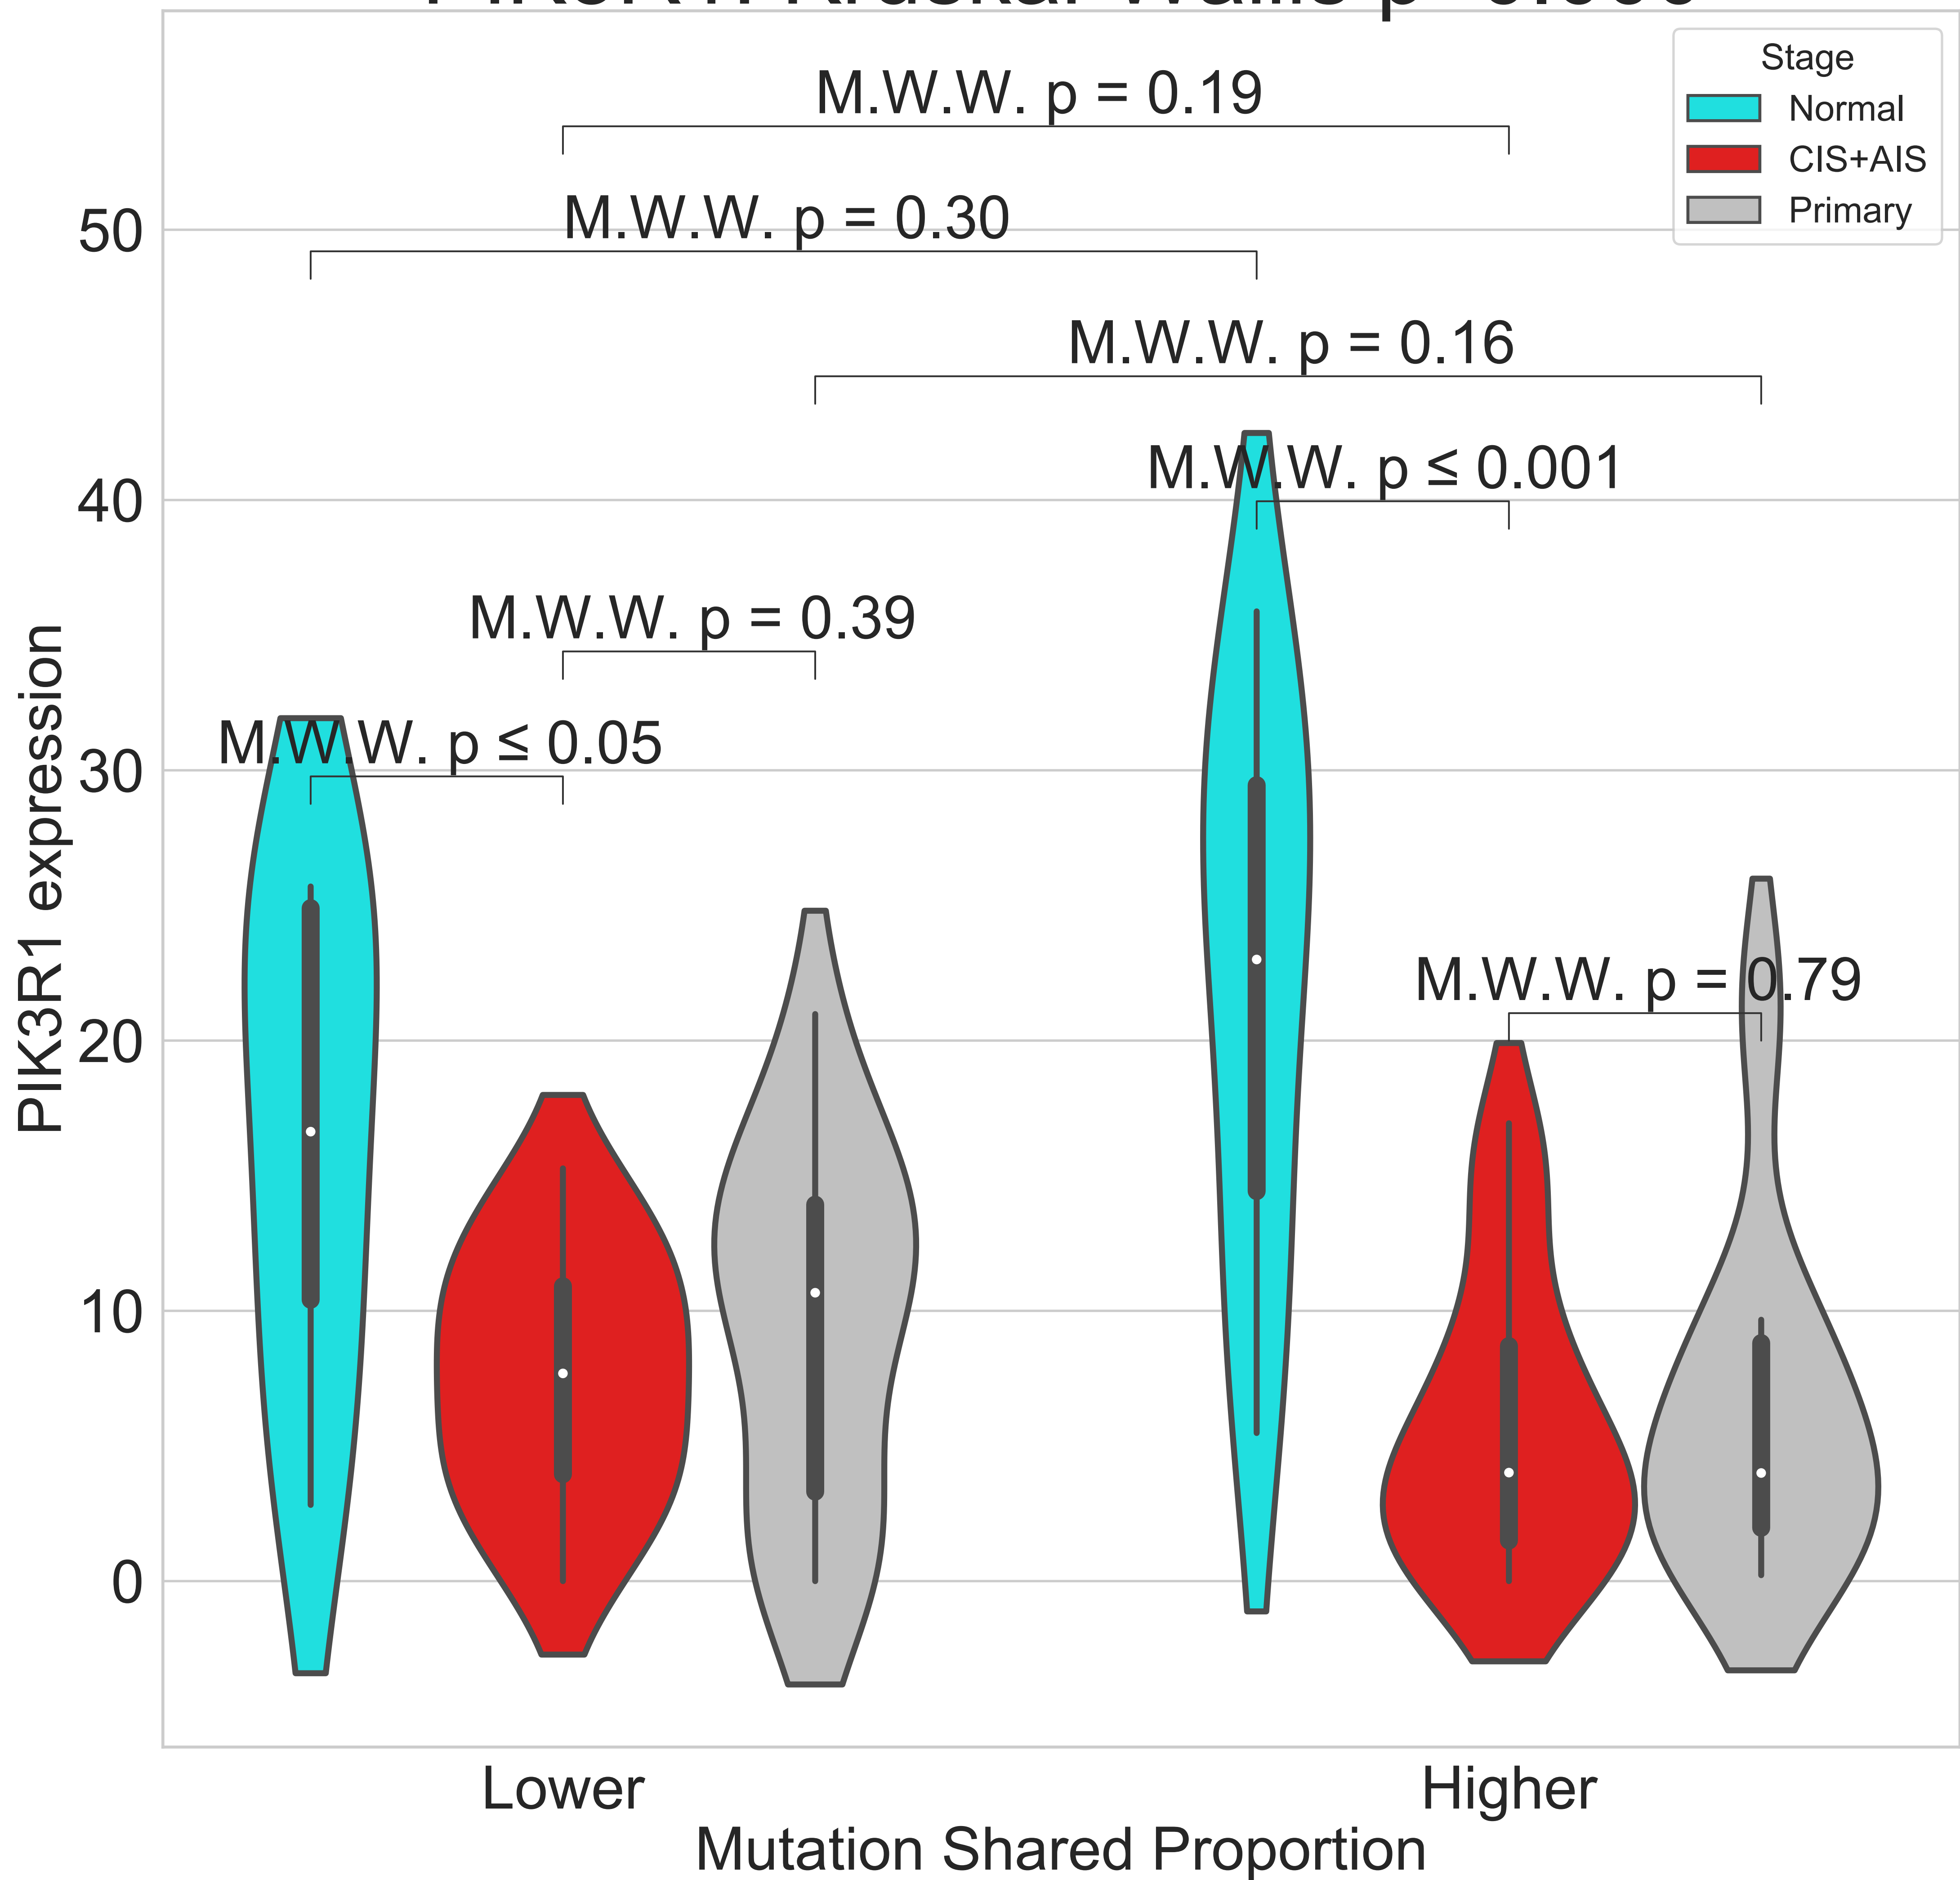 Stage
Normal
CIS+AIS
Primary
M.W.W. p = 0.19
M.W.W. p = 0.30
M.W.W. p = 0.16
M.W.W. p ≤ 0.001
M.W.W. p = 0.39
M.W.W. p ≤ 0.05
M.W.W. p = 0.79
PIK3R1 expression
50
40
30
20
10
0
Lower
Higher
Mutation Shared Proportion